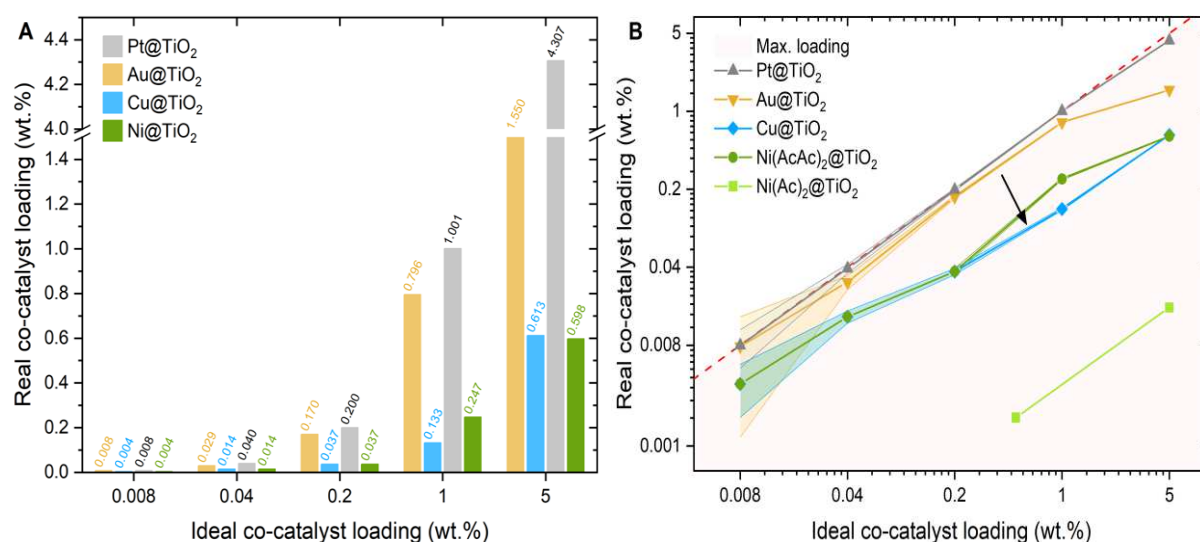 A
Pt@TiO₂
Au@TiO₂
Cu@TiO₂
Ni@TiO₂
Real co-catalyst loading (wt.%)
4.4
4.2
4.0
1.4
1.2
1.0
0.8
0.6
0.4
0.2
0.0
0.008
0.004
0.008
0.004
0.029
0.014
0.040
0.014
0.170
0.037
0.200
0.037
0.796
0.133
1.001
0.247
1.550
0.613
4.307
0.598
0.008 0.04 0.2 1 5
Ideal co-catalyst loading (wt.%)
B
Max. loading
Pt@TiO₂
Au@TiO₂
Cu@TiO₂
Ni(AcAc)₂@TiO₂
Ni(Ac)₂@TiO₂
Real co-catalyst loading (wt.%)
5
1
0.2
0.04
0.008
0.001
0.008 0.04 0.2 1 5
Ideal co-catalyst loading (wt.%)